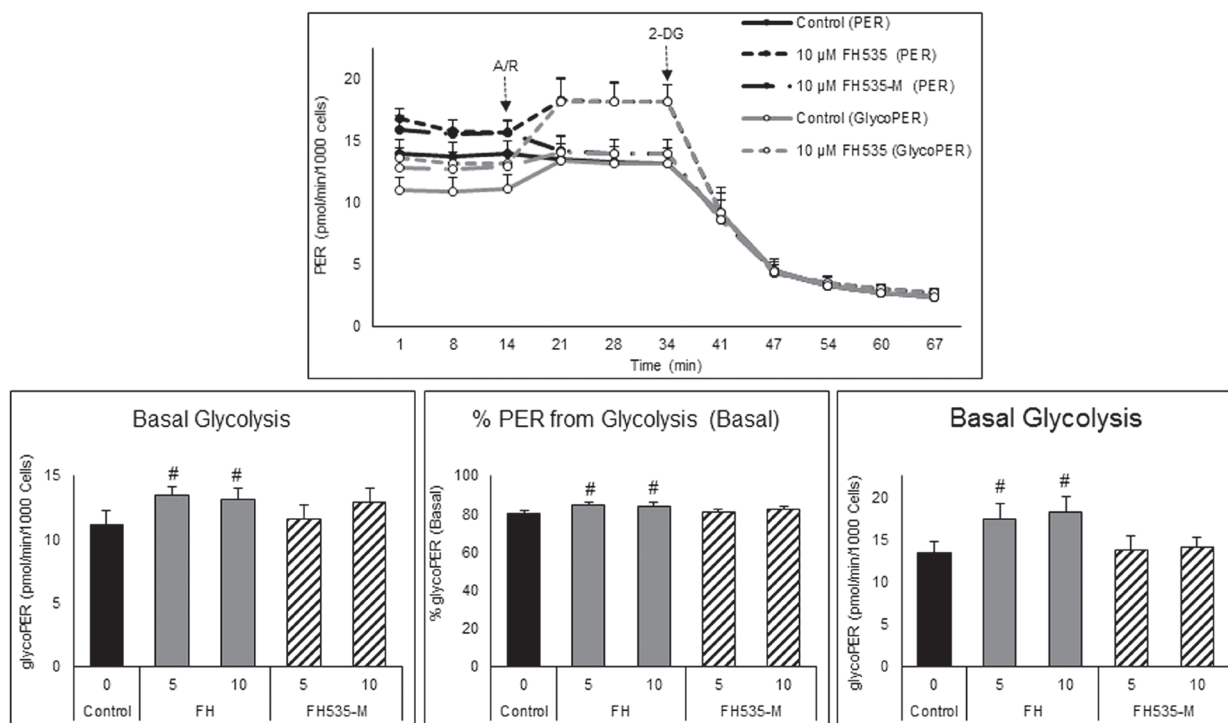 Control (PER)
10 µM FH535 (PER)
10 µM FH535-M (PER)
Control (GlycoPER)
10 µM FH535 (GlycoPER)
A/R
2-DG
PER (pmol/min/1000 cells)
20
15
10
5
0
1 8 14 21 28 34 41 47 54 60 67
Time (min)
Basal Glycolysis
glycoPER (pmol/min/1000 Cells)
15
10
5
0
# #
0 5 10 5 10
Control FH FH535-M
% PER from Glycolysis (Basal)
% glycoPER (Basal)
100
80
60
40
20
0
# #
0 5 10 5 10
Control FH FH535-M
Basal Glycolysis
glycoPER (pmol/min/1000 Cells)
20
15
10
5
0
# #
0 5 10 5 10
Control FH FH535-M